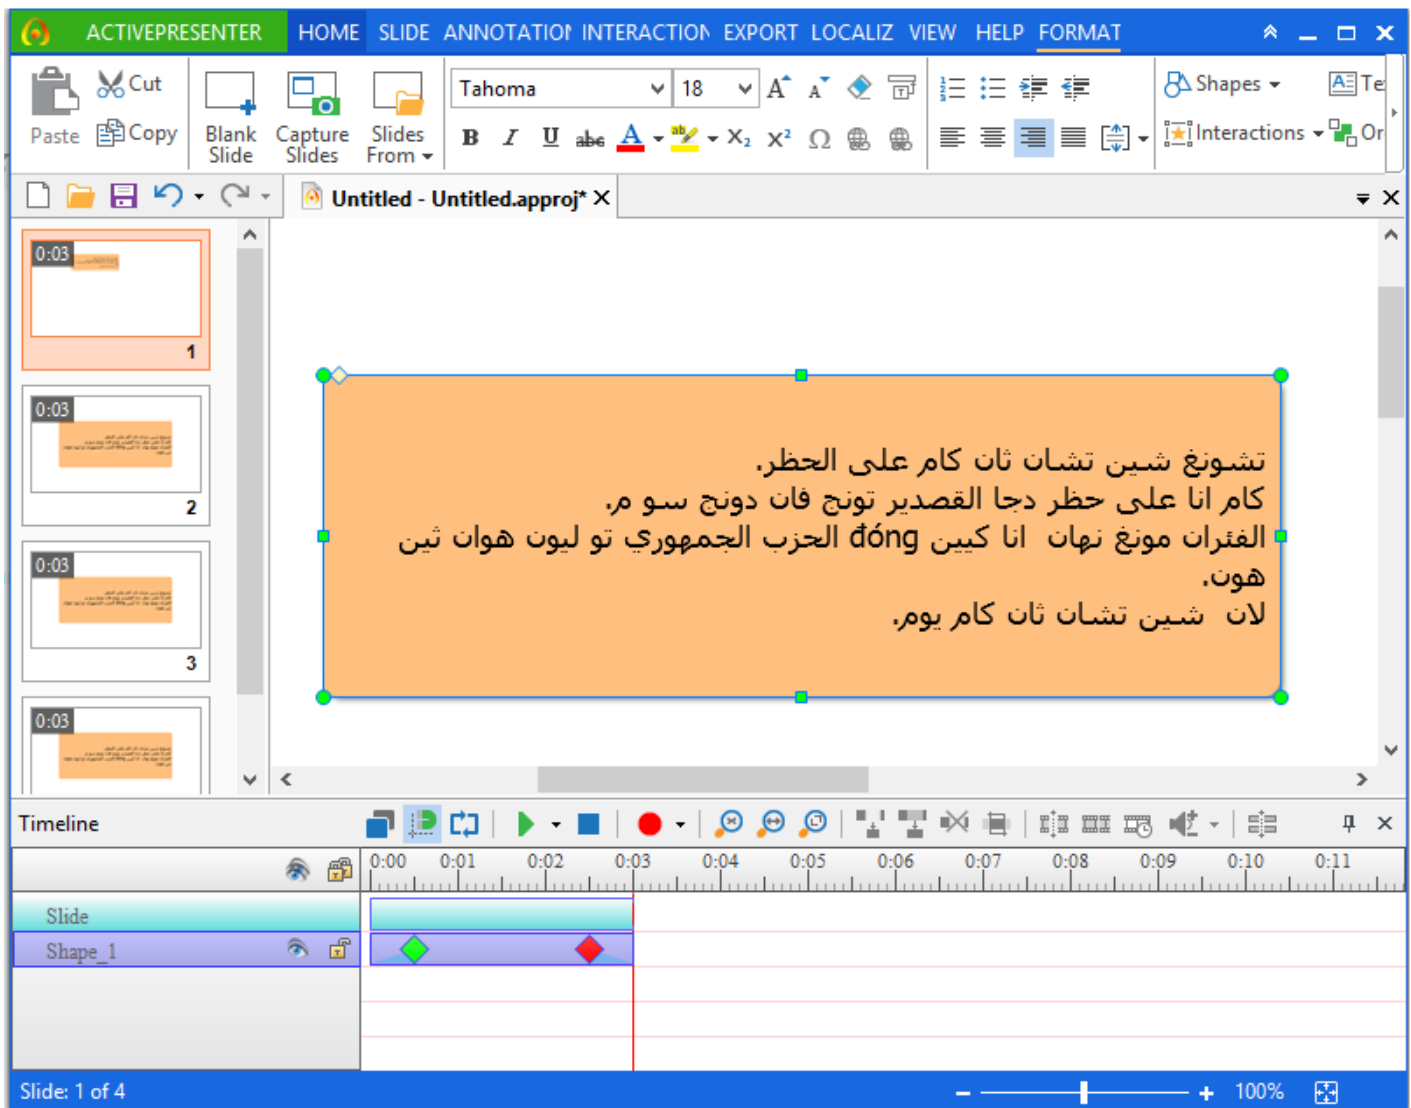 ACTIVEPRESENTER HOME SLIDE ANNOTATION INTERACTION EXPORT LOCALIZ VIEW HELP FORMAT
Paste
Cut
Copy
Blank Slide
Capture Slides
Slides From
Tahoma 18
Shapes
Interactions
Te
Or
Untitled - Untitled.approj*
0:03
1
0:03
2
0:03
3
0:03
تشونغ شين تشان ثان كام على الحظر.
كام انا على حظر دجا القصدير تونج فان دونج سو م.
الفئران مونغ نهان انا كيين đóng الحزب الجمهوري تو ليون هوان ثين
هوت.
لان شين تشان ثان كام يوم.
Timeline
0:00 0:01 0:02 0:03 0:04 0:05 0:06 0:07 0:08 0:09 0:10 0:11
Slide
Shape_1
Slide: 1 of 4
100%